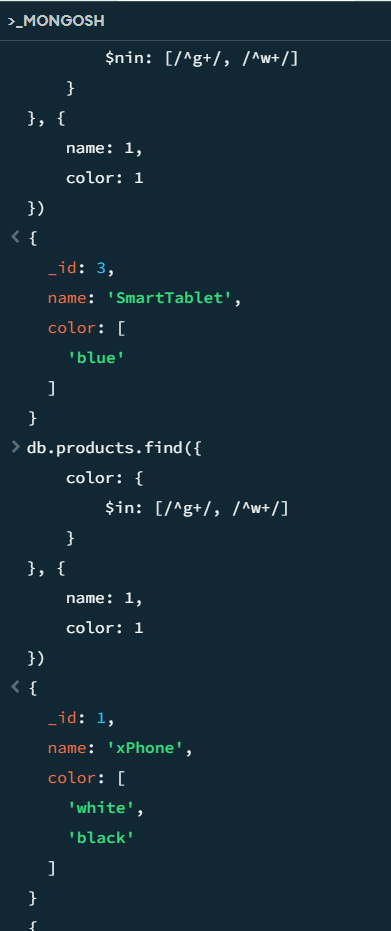 >_MONGOSH
$nin: [/^g+/, /^w+/]
}
}, {
name: 1,
color: 1
})
< {
_id: 3,
name: 'SmartTablet',
color: [
'blue'
]
}
> db.products.find({
color: {
$in: [/^g+/, /^w+/]
}
}, {
name: 1,
color: 1
})
< {
_id: 1,
name: 'xPhone',
color: [
'white',
'black'
]
}
{